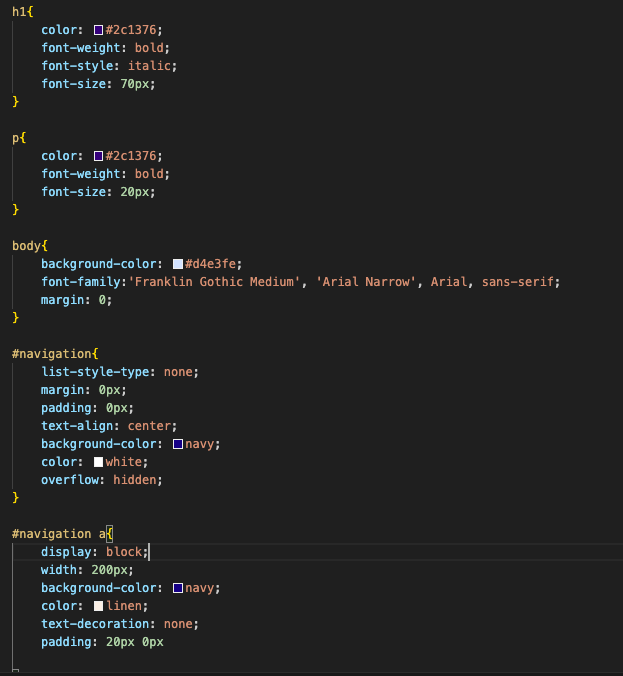 h1{
    color: #2c1376;
    font-weight: bold;
    font-style: italic;
    font-size: 70px;
}
p{
    color: #2c1376;
    font-weight: bold;
    font-size: 20px;
}
body{
    background-color: #d4e3fe;
    font-family:'Franklin Gothic Medium', 'Arial Narrow', Arial, sans-serif;
    margin: 0;
}
#navigation{
    list-style-type: none;
    margin: 0px;
    padding: 0px;
    text-align: center;
    background-color: navy;
    color: white;
    overflow: hidden;
}
#navigation a{
    display: block;
    width: 200px;
    background-color: navy;
    color: linen;
    text-decoration: none;
    padding: 20px 0px